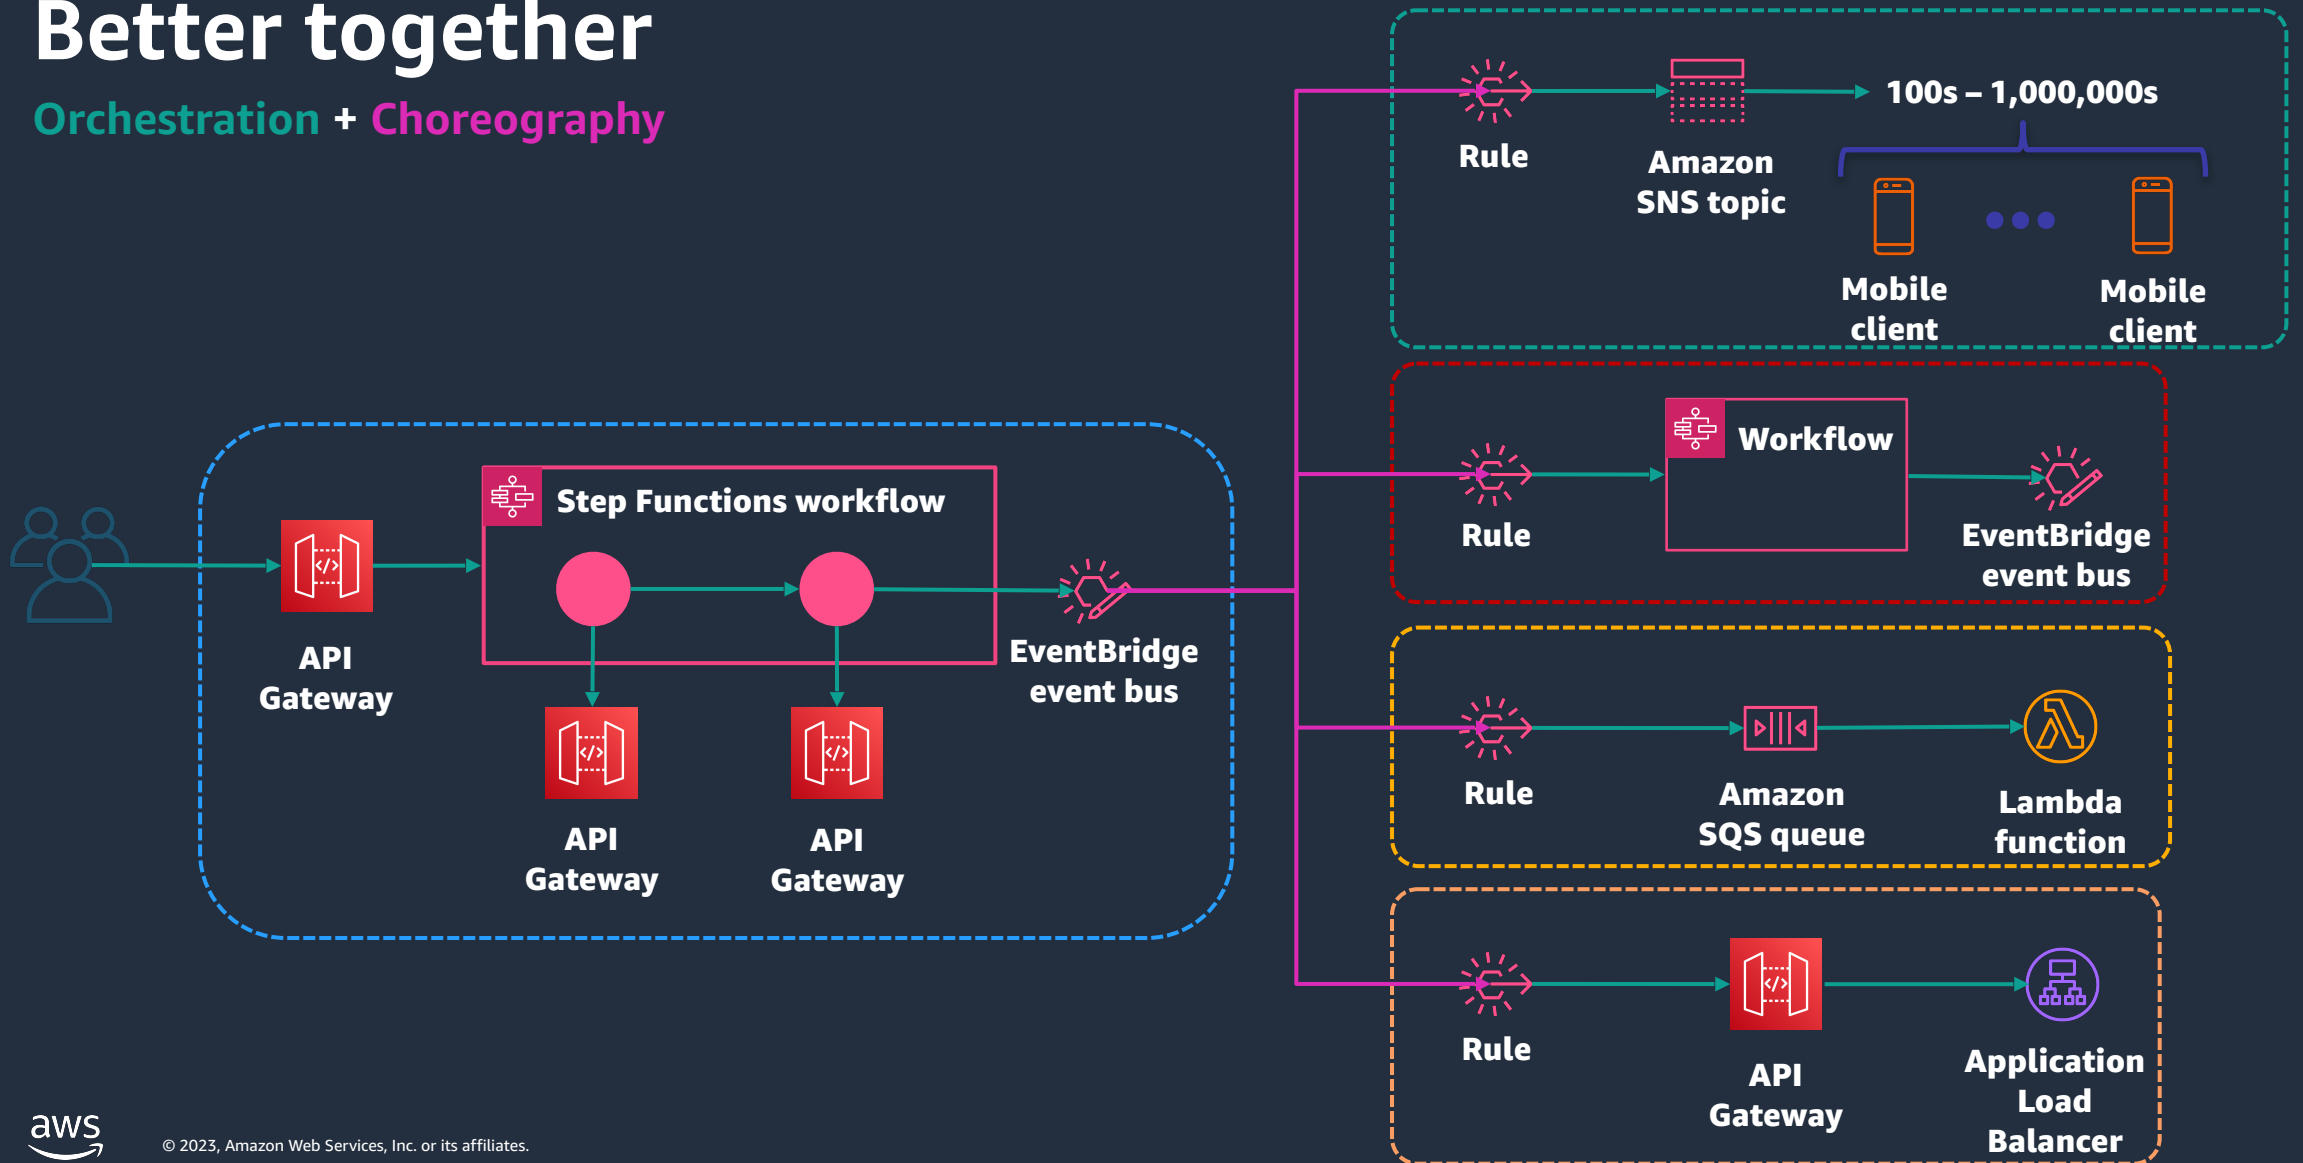 Better together
Orchestration + Choreography
API
Gateway
Step Functions workflow
API
Gateway
API
Gateway
EventBridge
event bus
Rule
Amazon
SNS topic
100s – 1,000,000s
Mobile
client
Mobile
client
Rule
Workflow
EventBridge
event bus
Rule
Amazon
SQS queue
Lambda
function
Rule
API
Gateway
Application
Load
Balancer
aws
© 2023, Amazon Web Services, Inc. or its affiliates.